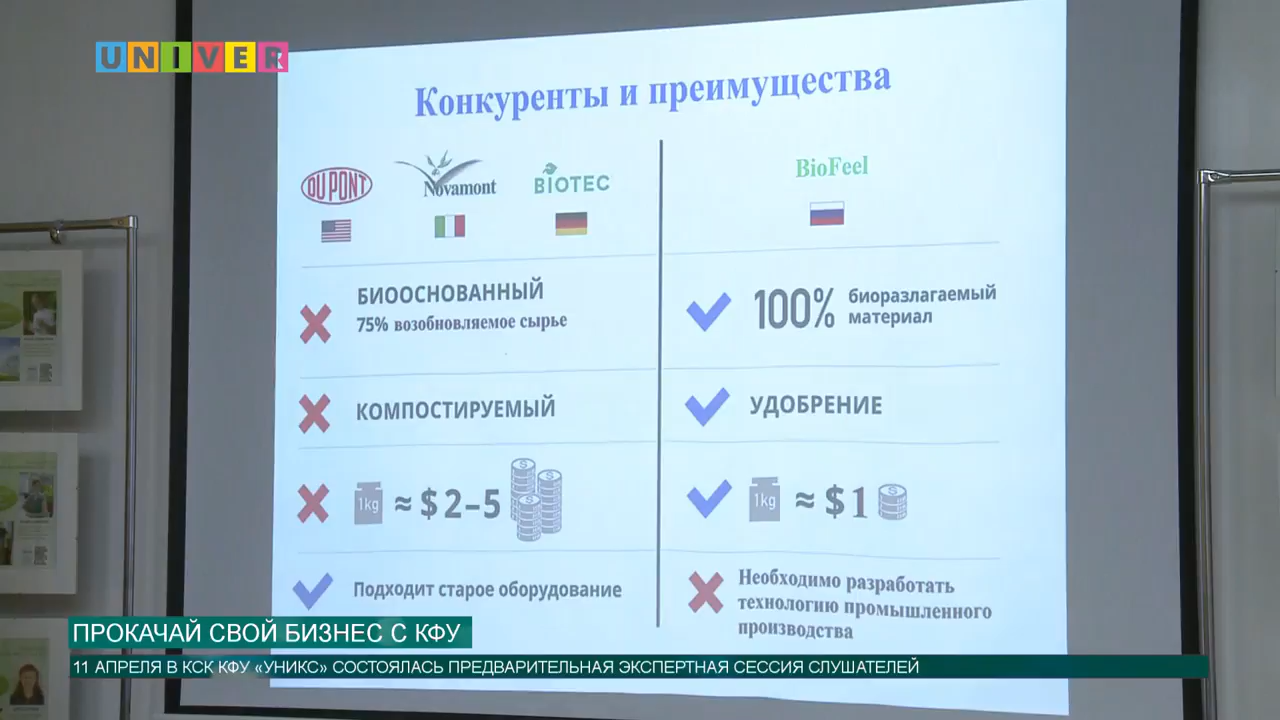 UNIVER
Конкуренты и преимущества
DU PONT
Novamont
BIOTEC
BioFeel
БИООСНОВАННЫЙ
75% возобновляемое сырье
100% биоразлагаемый
материал
КОМПОСТИРУЕМЫЙ
УДОБРЕНИЕ
1kg ≈ $2-5
1kg ≈ $1
Подходит старое оборудование
Необходимо разработать
технологию промышленного
производства
ПРОКАЧАЙ СВОЙ БИЗНЕС С КФУ
11 АПРЕЛЯ В КСК КФУ «УНИКС» СОСТОЯЛАСЬ ПРЕДВАРИТЕЛЬНАЯ ЭКСПЕРТНАЯ СЕССИЯ СЛУШАТЕЛЕЙ